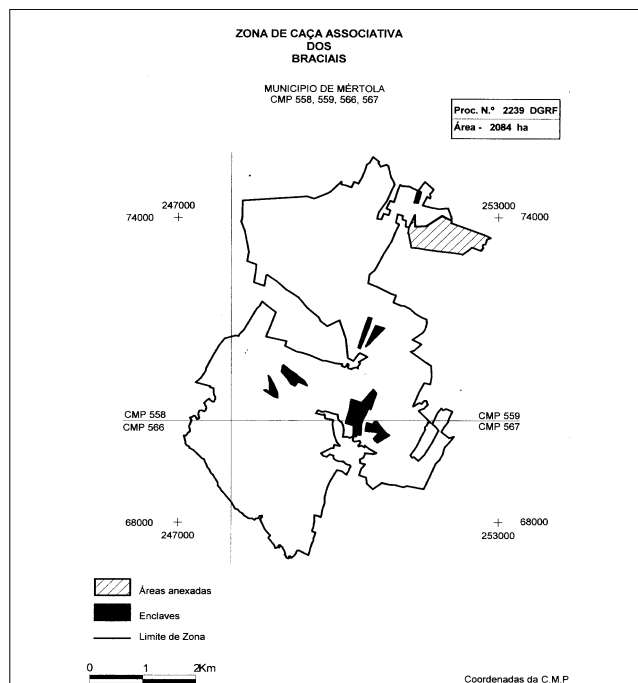 ZONA DE CAÇA ASSOCIATIVA
DOS
BRACIAIS
MUNICIPIO DE MÉRTOLA
CMP 558, 559, 566, 567
Proc. N.º 2239 DGRF
Área - 2084 ha
247000
74000
253000
74000
CMP 558
CMP 566
CMP 559
CMP 567
68000
247000
68000
253000
Áreas anexadas
Enclaves
Limite de Zona
0 1 2Km
Coordenadas da C.M.P